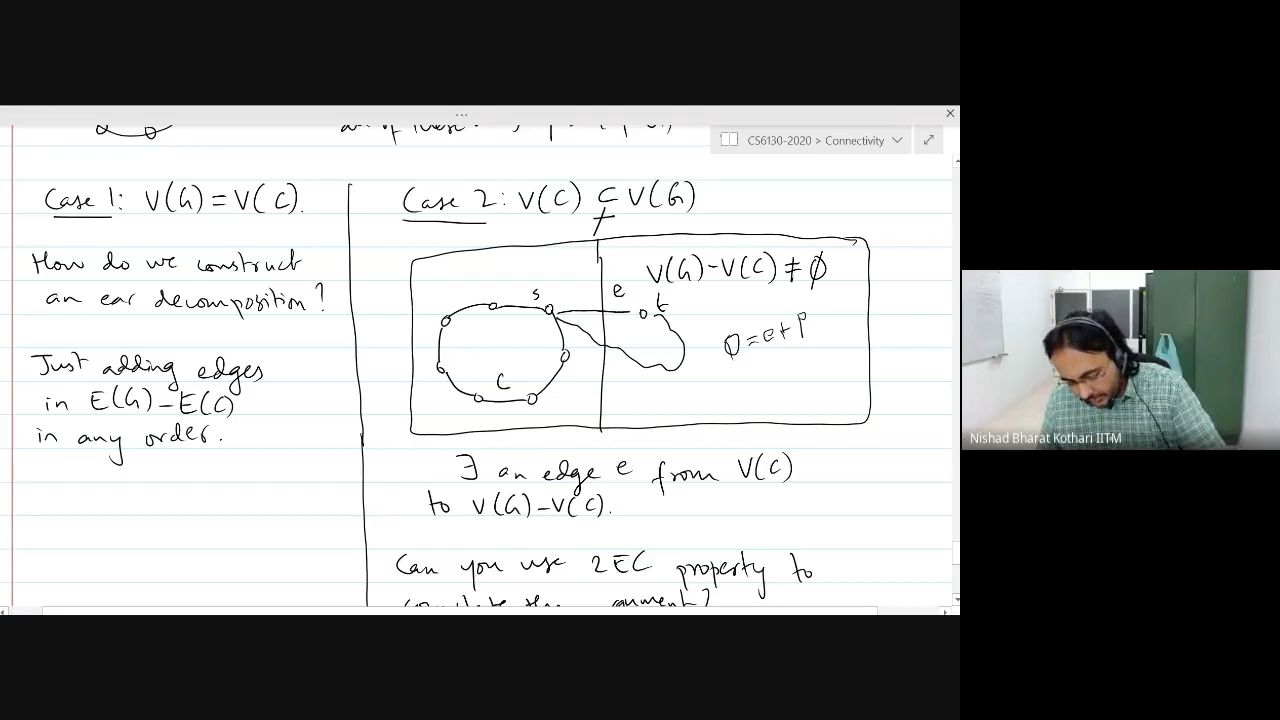 CS6130-2020 > Connectivity
Case 1: V(G) = V(C).
How do we construct
an ear decomposition?
Just adding edges
in E(G) - E(C)
in any order.
Case 2: V(C) ⊊ V(G)
V(G) - V(C) ≠ ∅
s
e
t
C
Q = e + P
∃ an edge e from V(C)
to V(G) - V(C).
Can you use 2EC property to
Nishad Bharat Kothari IITM